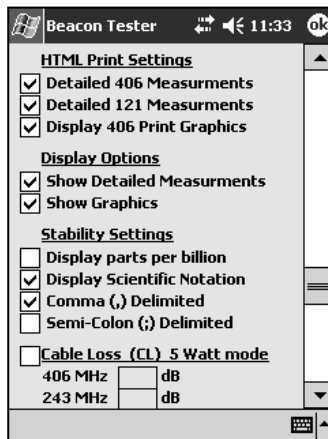 Beacon Tester 11:33 ok
HTML Print Settings
Detailed 406 Measurments
Detailed 121 Measurments
Display 406 Print Graphics
Display Options
Show Detailed Measurments
Show Graphics
Stability Settings
Display parts per billion
Display Scientific Notation
Comma (,) Delimited
Semi-Colon (;) Delimited
Cable Loss (CL) 5 Watt mode
406 MHz dB
243 MHz dB